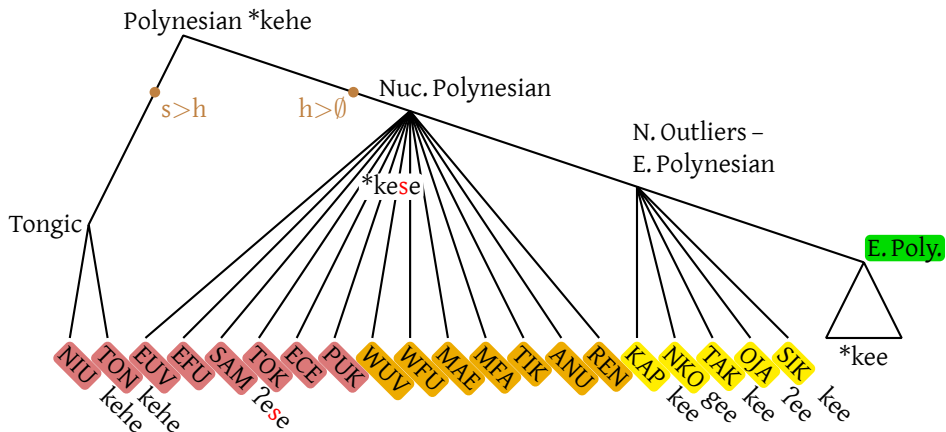 Polynesian *kehe
Nuc. Polynesian
s>h
h>∅
N. Outliers –
E. Polynesian
*kese
Tongic
E. Poly.
NIU TON EUV EFU SAM TOK ECE PUK WUV WFU MAE MFA TIK ANU REN KAP NKO TAK OJA SIK
*kee
kehe kehe ʔese kee gee kee ʔee kee